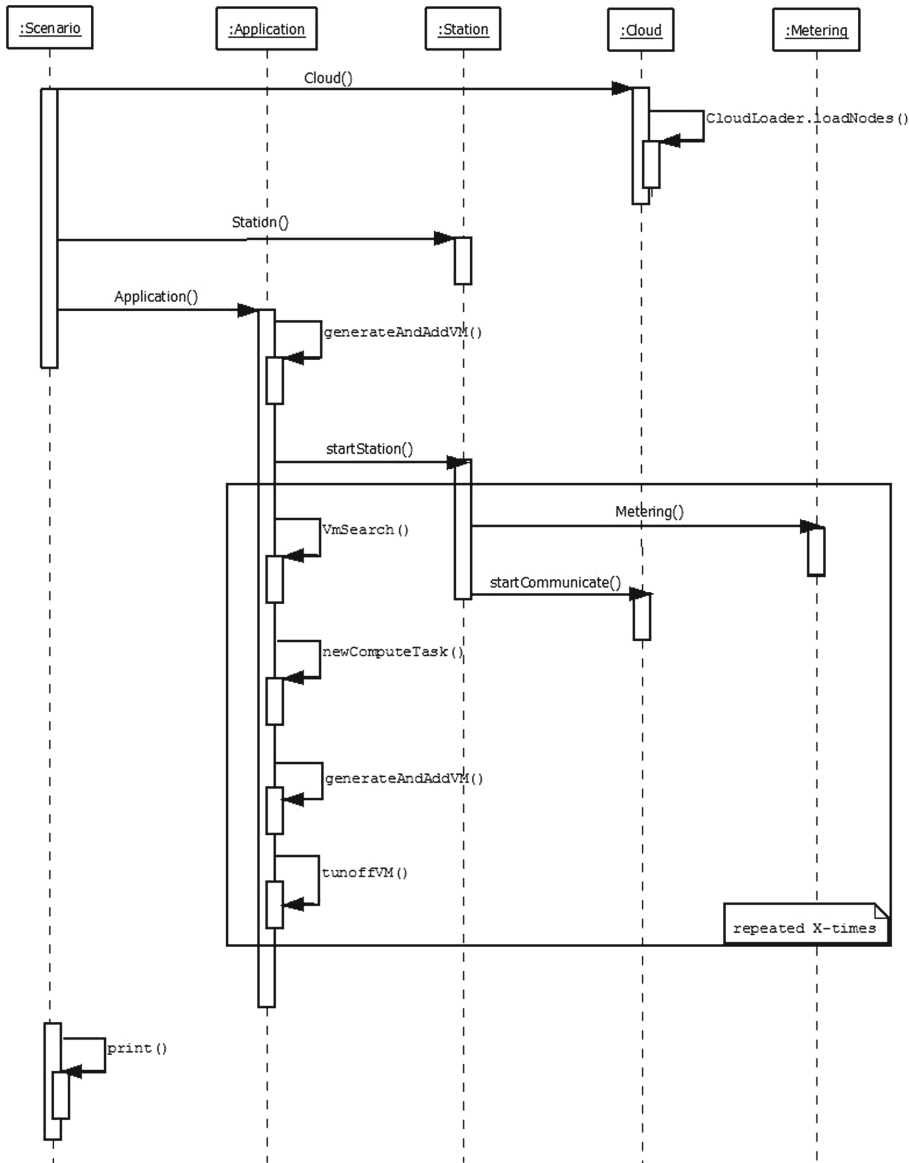 :Scenario
:Application
:Station
:Cloud
:Metering
Cloud()
CloudLoader.loadNodes()
Station()
Application()
generateAndAddVM()
startStation()
Metering()
VmSearch()
startCommunicate()
newComputeTask()
generateAndAddVM()
tunoffVM()
repeated X-times
print()